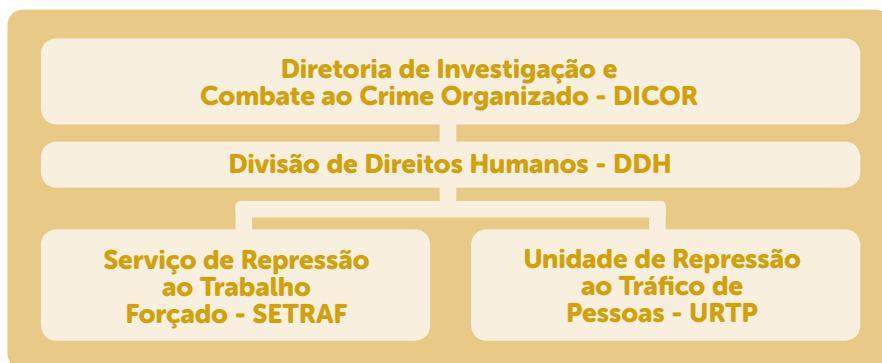 Diretoria de Investigação e
Combate ao Crime Organizado - DICOR
Divisão de Direitos Humanos - DDH
Serviço de Repressão
ao Trabalho
Forçado - SETRAF
Unidade de Repressão
ao Tráfico de
Pessoas - URTP